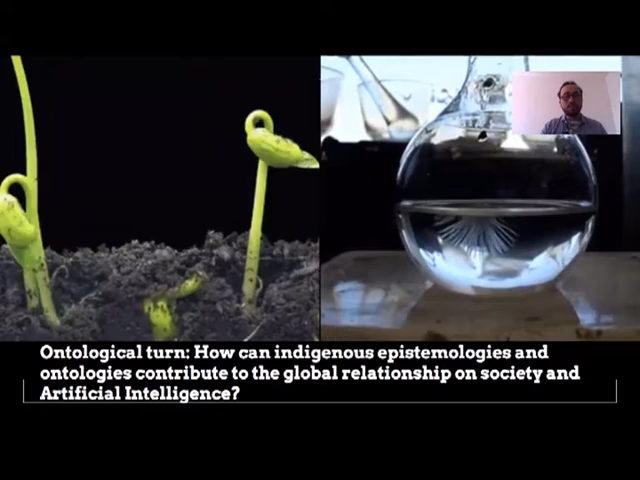 Ontological turn: How can indigenous epistemologies and
ontologies contribute to the global relationship on society and
Artificial Intelligence?